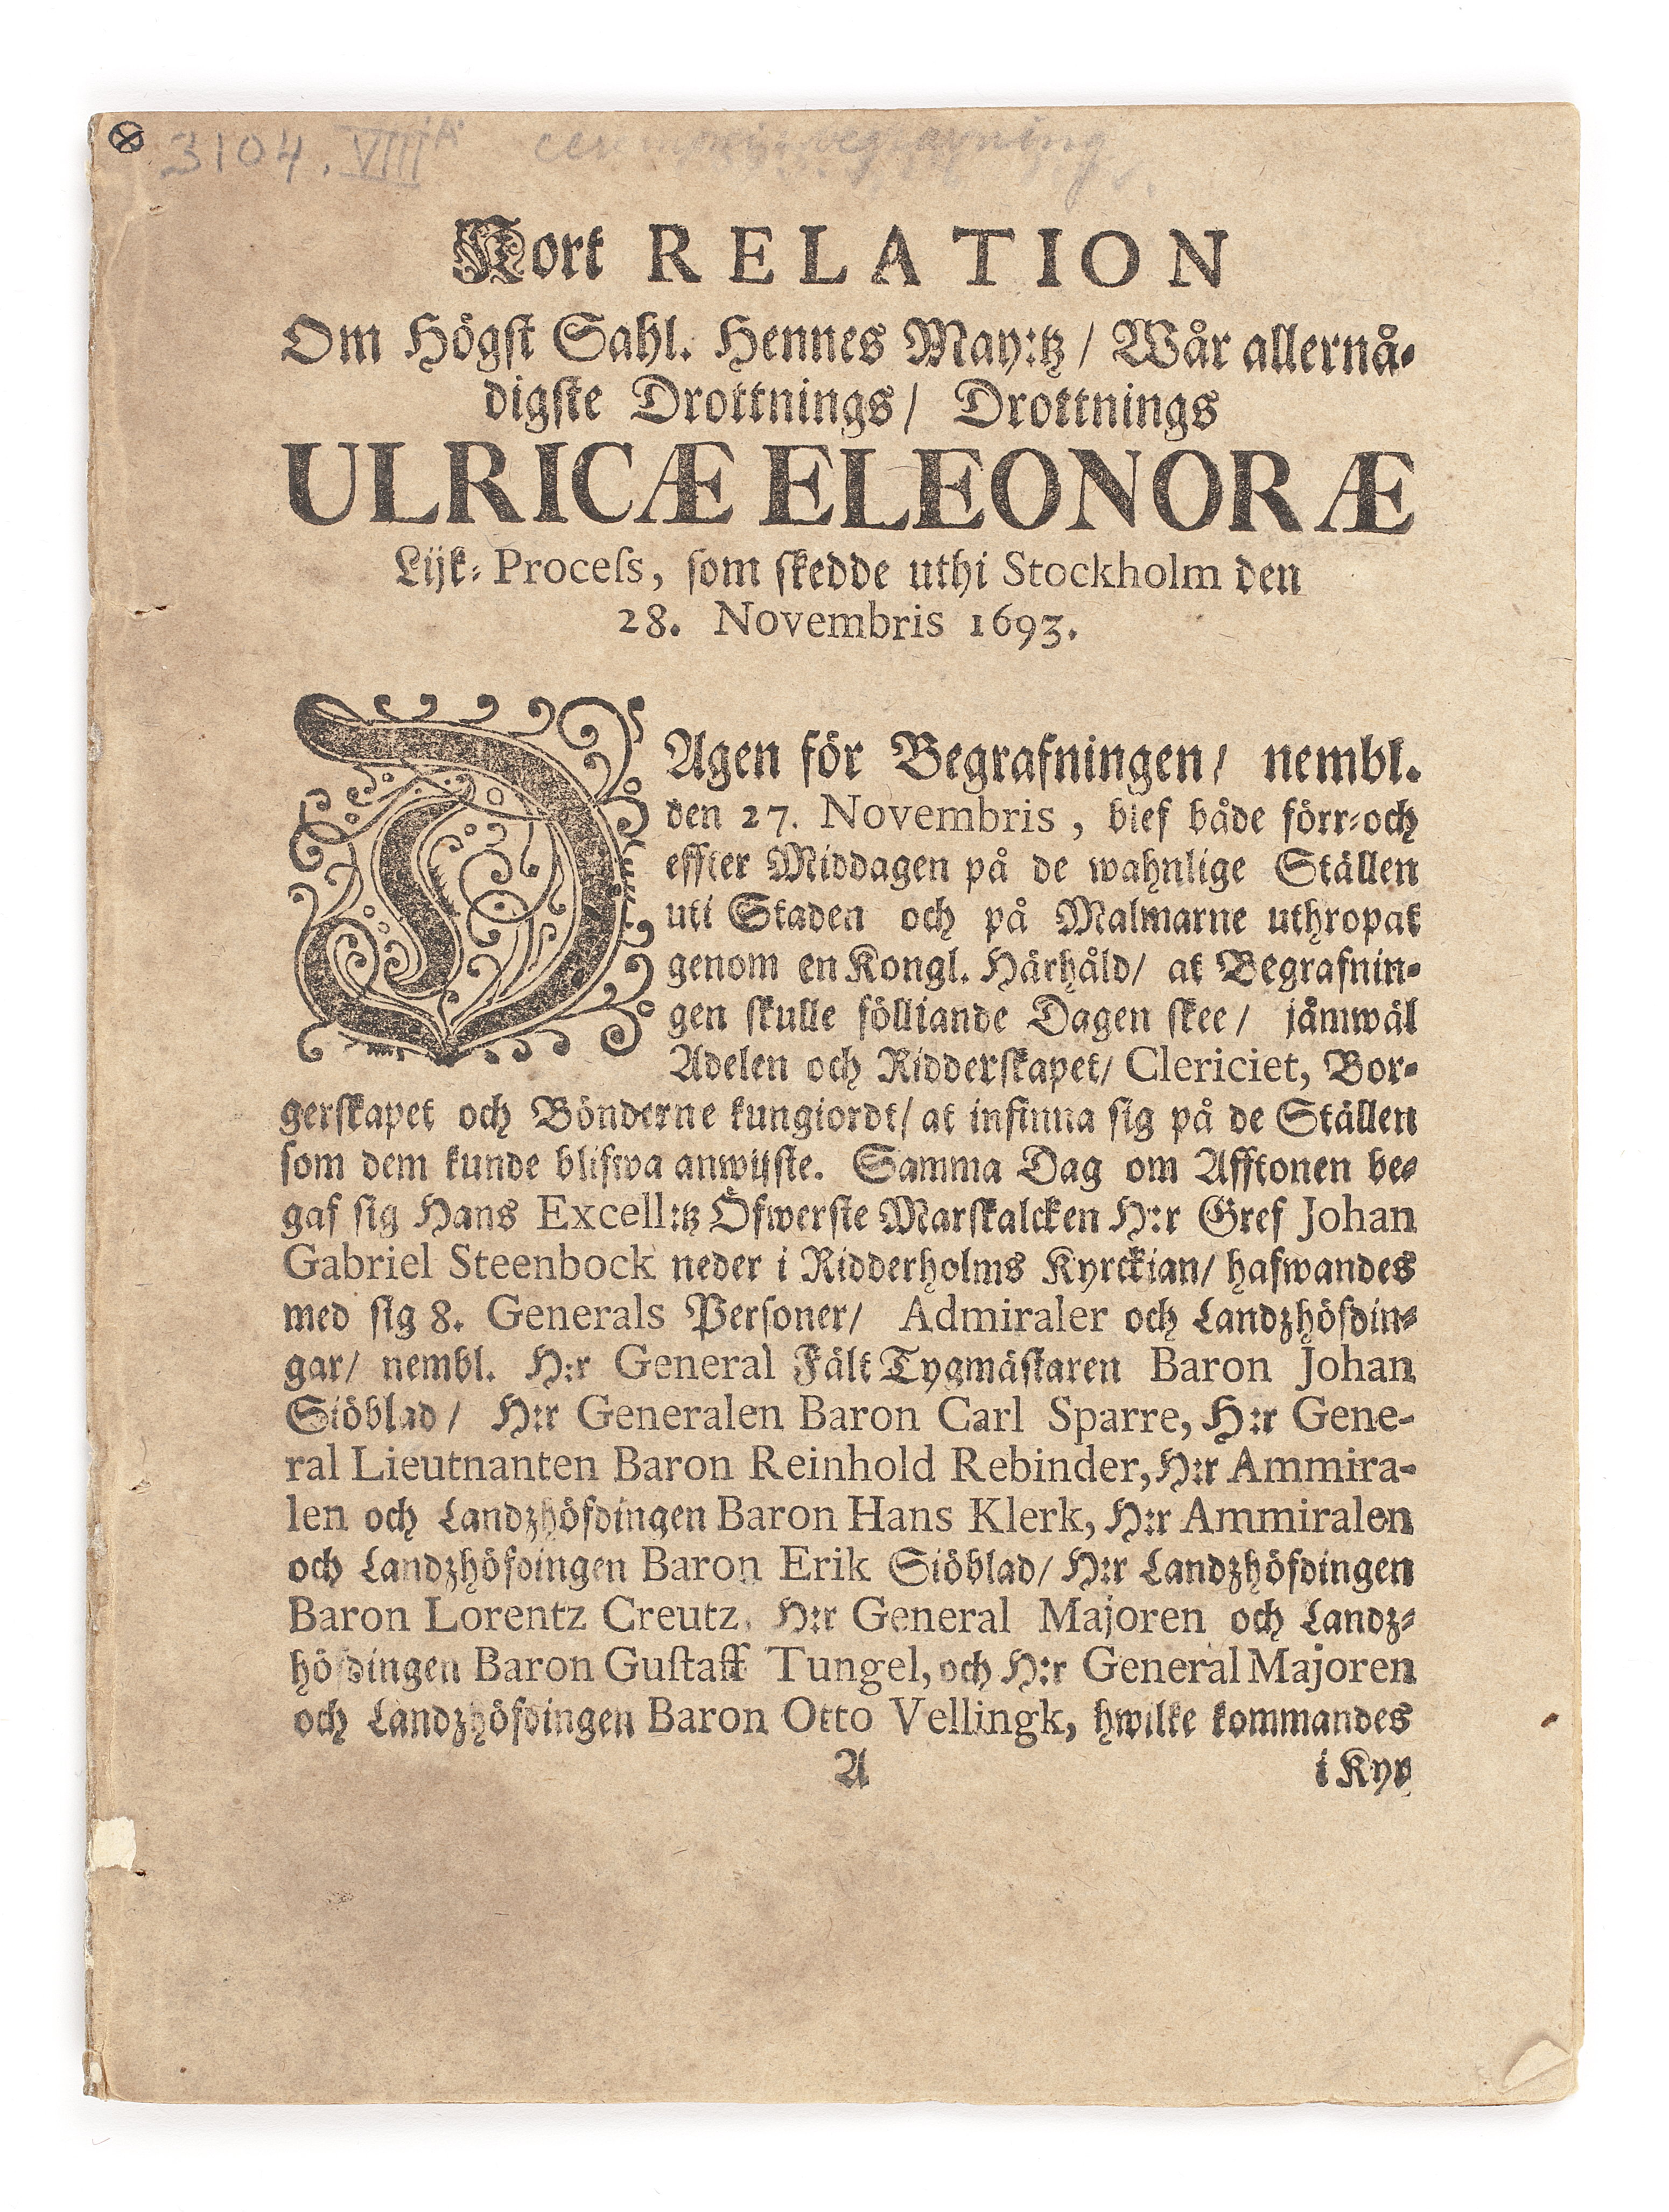 3104. VIII A
Kort RELATION
Om Högst Sahl. Hennes May:tz / Wår allernå-
digste Drottnings / Drottnings
ULRICÆ ELEONORÆ
Lijk-Process, som skedde uthi Stockholm den
28. Novembris 1693.
DAgen för Begrafningen / nembl.
den 27. Novembris, blef både förr-och
effter Middagen på de wahnlige Ställen
uti Staden och på Malmarne uthropat
genom en Kongl. Härhåld / at Begrafnin-
gen skulle fölliande Dagen skee / jämwäl
Adelen och Ridderskapet / Clericiet, Bor-
gerskapet och Bönderne kungiordt / at infinna sig på de Ställen
som dem kunde blifwa anwijste. Samma Dag om Afftonen be-
gaf sig Hans Excell:tz Öfwerste Marskalcken H:r Gref Johan
Gabriel Steenbock neder i Ridderholms Kyrckian / hafwandes
med sig 8. Generals Personer / Admiraler och Landzhöfdin-
gar / nembl. H:r General Fält Tygmästaren Baron Johan
Siöblad / H:r Generalen Baron Carl Sparre, H:r Gene-
ral Lieutnanten Baron Reinhold Rebinder, H:r Ammira-
len och Landzhöfdingen Baron Hans Klerk, H:r Ammiralen
och Landzhöfdingen Baron Erik Siöblad / H:r Landzhöfdingen
Baron Lorentz Creutz, H:r General Majoren och Landz-
höfdingen Baron Gustaff Tungel, och H:r General Majoren
och Landzhöfdingen Baron Otto Vellingk, hwilke kommandes
A
i Kyr